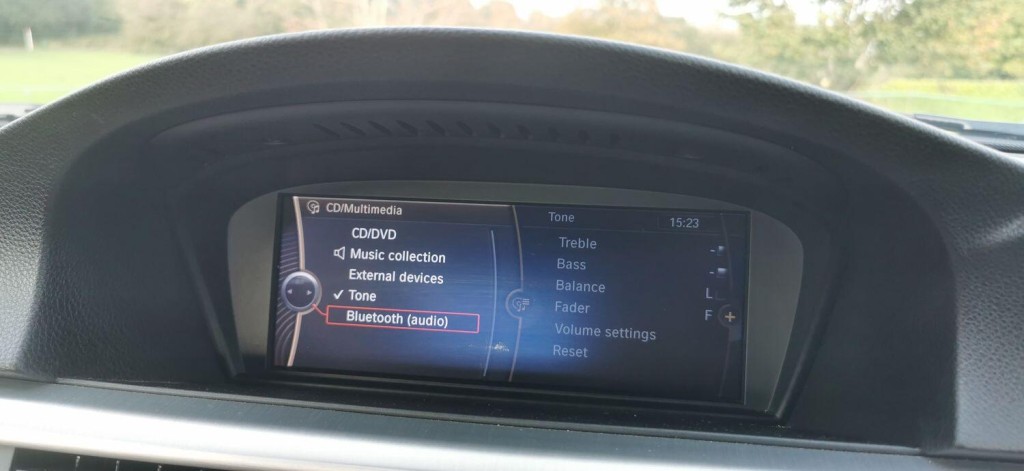 CD/Multimedia
CD/DVD
Music collection
External devices
✓ Tone
Bluetooth (audio)
Tone
15:23
Treble
Bass
Balance
L
Fader
F
Volume settings
Reset